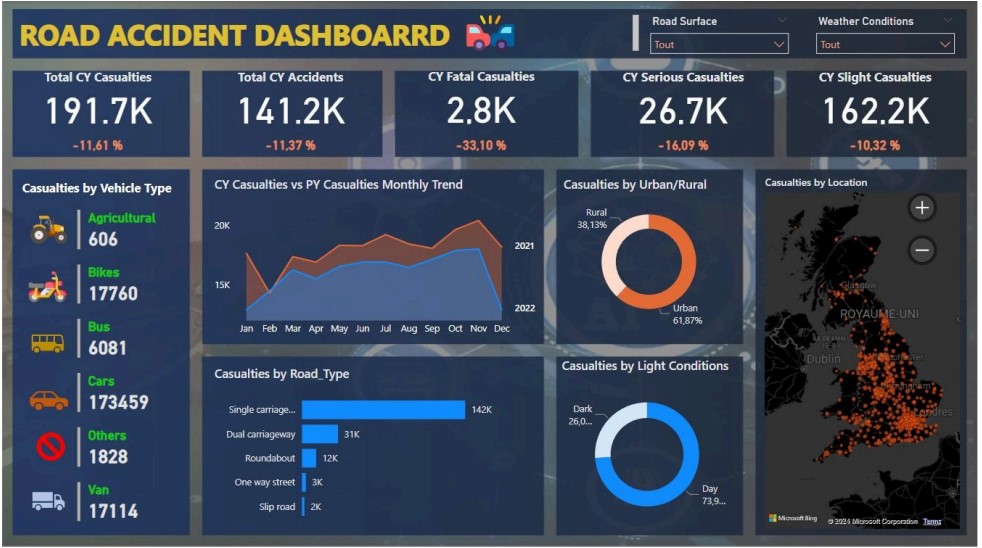 ROAD ACCIDENT DASHBOARRD
Road Surface
Tout
Weather Conditions
Tout
Total CY Casualties
191.7K
-11,61 %
Total CY Accidents
141.2K
-11,37 %
CY Fatal Casualties
2.8K
-33,10 %
CY Serious Casualties
26.7K
-16,09 %
CY Slight Casualties
162.2K
-10,32 %
Casualties by Vehicle Type
Agricultural
606
Bikes
17760
Bus
6081
Cars
173459
Others
1828
Van
17114
CY Casualties vs PY Casualties Monthly Trend
20K
15K
2021
2022
Jan Feb Mar Apr May Jun Jul Aug Sep Oct Nov Dec
Casualties by Road_Type
Single carriage... 142K
Dual carriageway 31K
Roundabout 12K
One way street 3K
Slip road 2K
Casualties by Urban/Rural
Rural
38,13%
Urban
61,87%
Casualties by Light Conditions
Dark
26,0...
Day
73,9...
Casualties by Location
+
−
Glasgow
ROYAUME-UNI
Dublin
Microsoft Bing
© 2024 Microsoft Corporation Terms